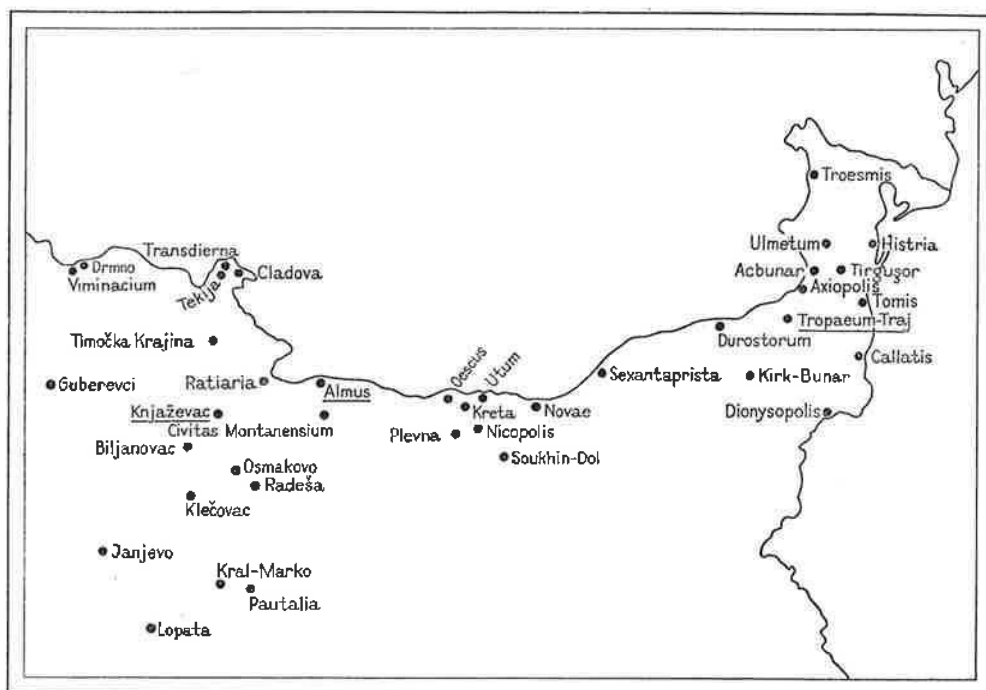 Troesmis
Ulmetum
Histria
Transdierna
Drmno
Cladova
Acbunar
Tirgușor
Viminacium
Tekija
Axiopolis
Tomis
Tropaeum-Traj
Timočka Krajina
Durostorum
Callatis
Guberevci
Ratiaria
Almus
Oescus
Utum
Sexantaprista
Kirk-Bunar
Knjaževac
Kreta
Novae
Dionysopolis
Civitas Montanensium
Plevna
Nicopolis
Biljanovac
Soukhin-Dol
Osmakovo
Radeša
Klečovac
Janjevo
Kral-Marko
Pautalia
Lopata